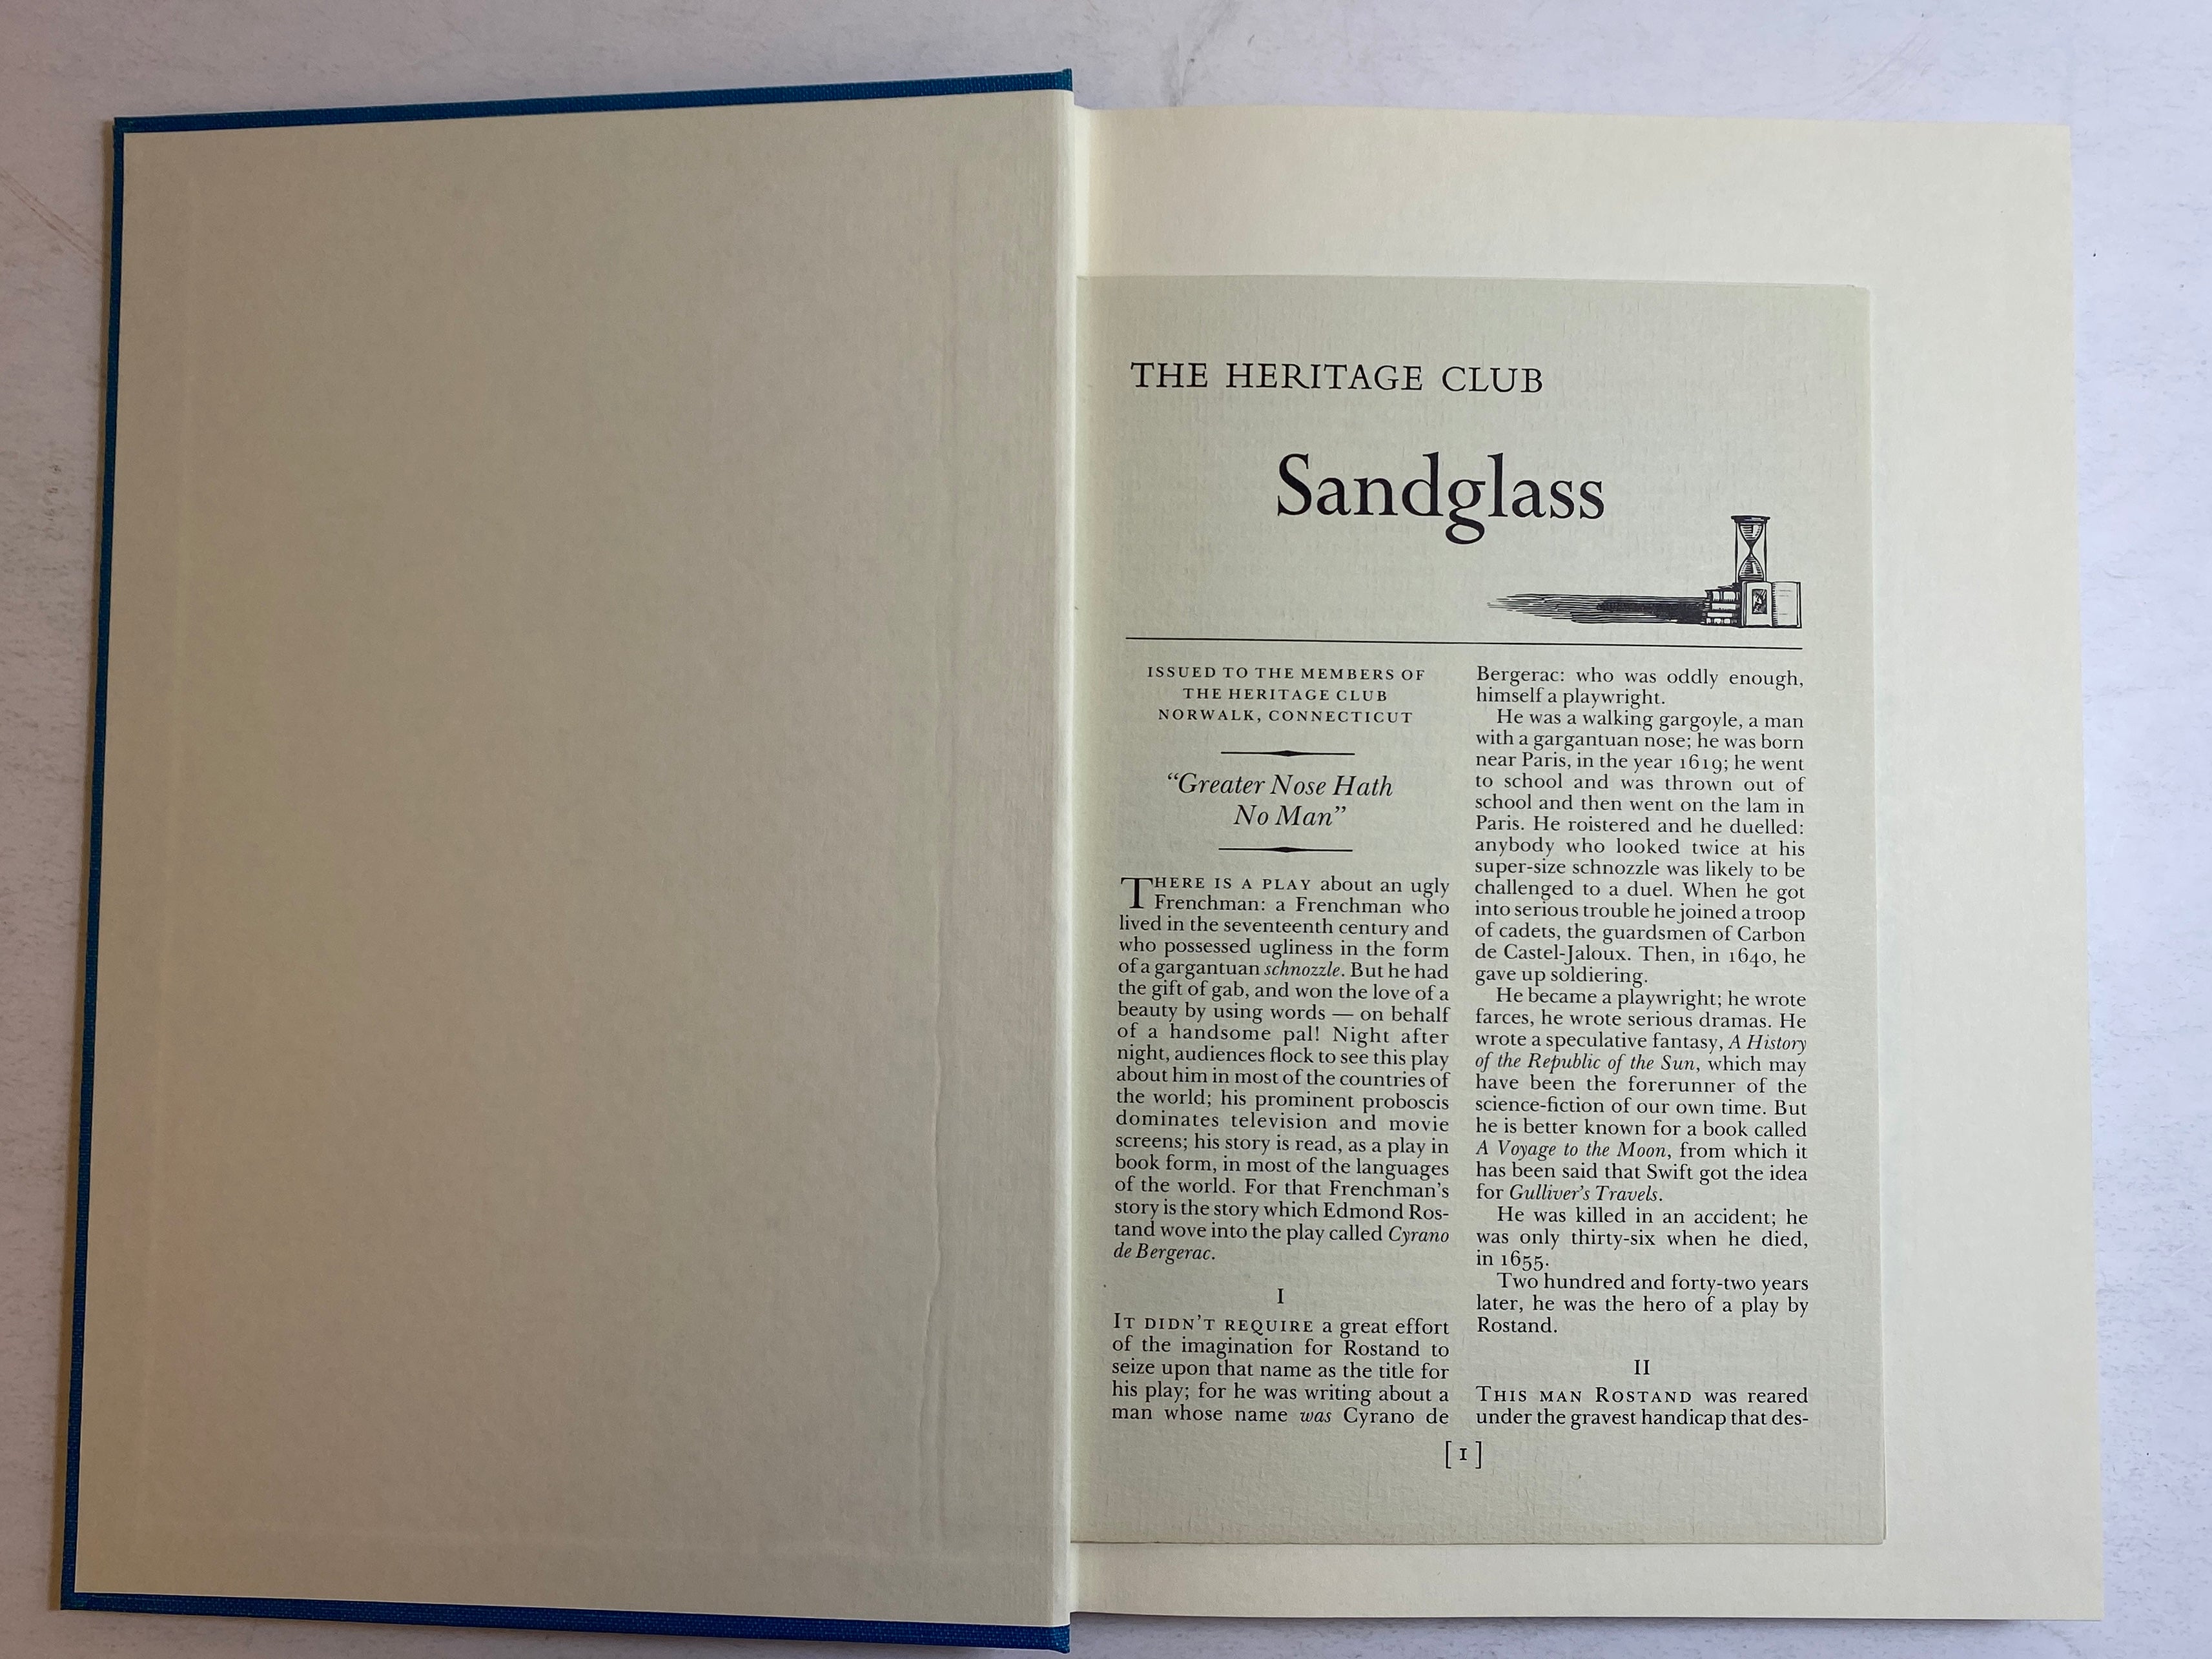 THE HERITAGE CLUB
Sandglass
ISSUED TO THE MEMBERS OF
THE HERITAGE CLUB
NORWALK, CONNECTICUT
“Greater Nose Hath
No Man”
THERE IS A PLAY about an ugly
Frenchman: a Frenchman who
lived in the seventeenth century and
who possessed ugliness in the form
of a gargantuan schnozzle. But he had
the gift of gab, and won the love of a
beauty by using words — on behalf
of a handsome pal! Night after
night, audiences flock to see this play
about him in most of the countries of
the world; his prominent proboscis
dominates television and movie
screens; his story is read, as a play in
book form, in most of the languages
of the world. For that Frenchman’s
story is the story which Edmond Ros-
tand wove into the play called Cyrano
de Bergerac.
I
IT DIDN’T REQUIRE a great effort
of the imagination for Rostand to
seize upon that name as the title for
his play; for he was writing about a
man whose name was Cyrano de
Bergerac: who was oddly enough,
himself a playwright.
He was a walking gargoyle, a man
with a gargantuan nose; he was born
near Paris, in the year 1619; he went
to school and was thrown out of
school and then went on the lam in
Paris. He roistered and he duelled:
anybody who looked twice at his
super-size schnozzle was likely to be
challenged to a duel. When he got
into serious trouble he joined a troop
of cadets, the guardsmen of Carbon
de Castel-Jaloux. Then, in 1640, he
gave up soldiering.
He became a playwright; he wrote
farces, he wrote serious dramas. He
wrote a speculative fantasy, A History
of the Republic of the Sun, which may
have been the forerunner of the
science-fiction of our own time. But
he is better known for a book called
A Voyage to the Moon, from which it
has been said that Swift got the idea
for Gulliver’s Travels.
He was killed in an accident; he
was only thirty-six when he died,
in 1655.
Two hundred and forty-two years
later, he was the hero of a play by
Rostand.
II
THIS MAN ROSTAND was reared
under the gravest handicap that des-
[1]